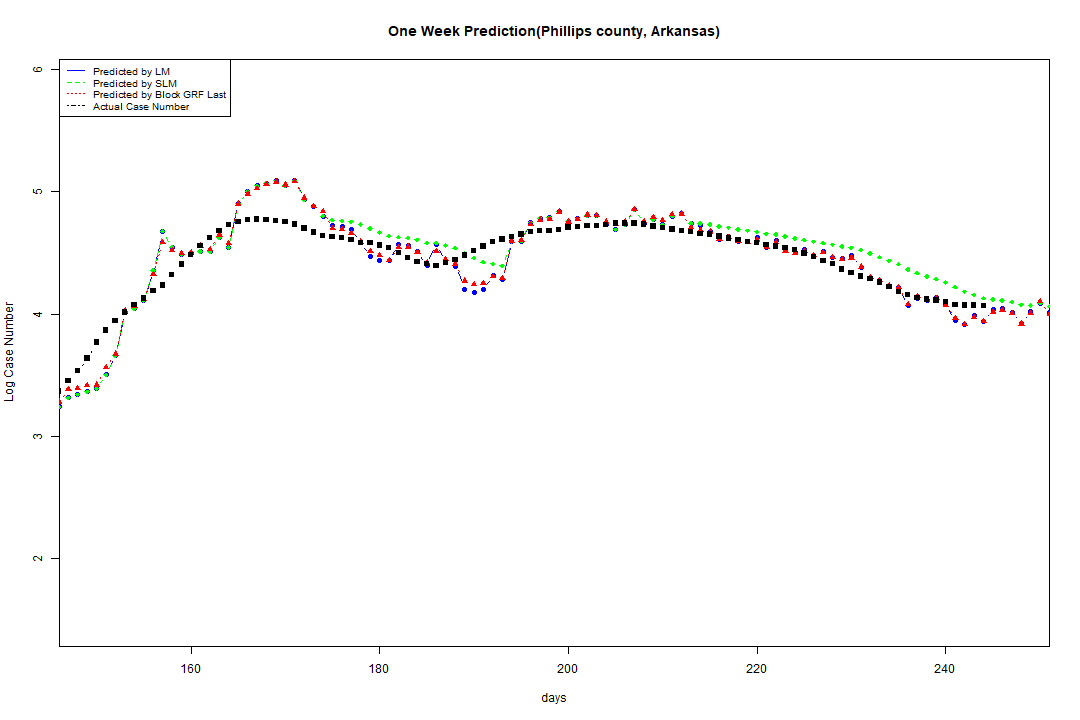 One Week Prediction(Phillips county, Arkansas)
Predicted by LM
Predicted by SLM
Predicted by Block GRF Last
Actual Case Number
Log Case Number
6
5
4
3
2
160
180
200
220
240
days